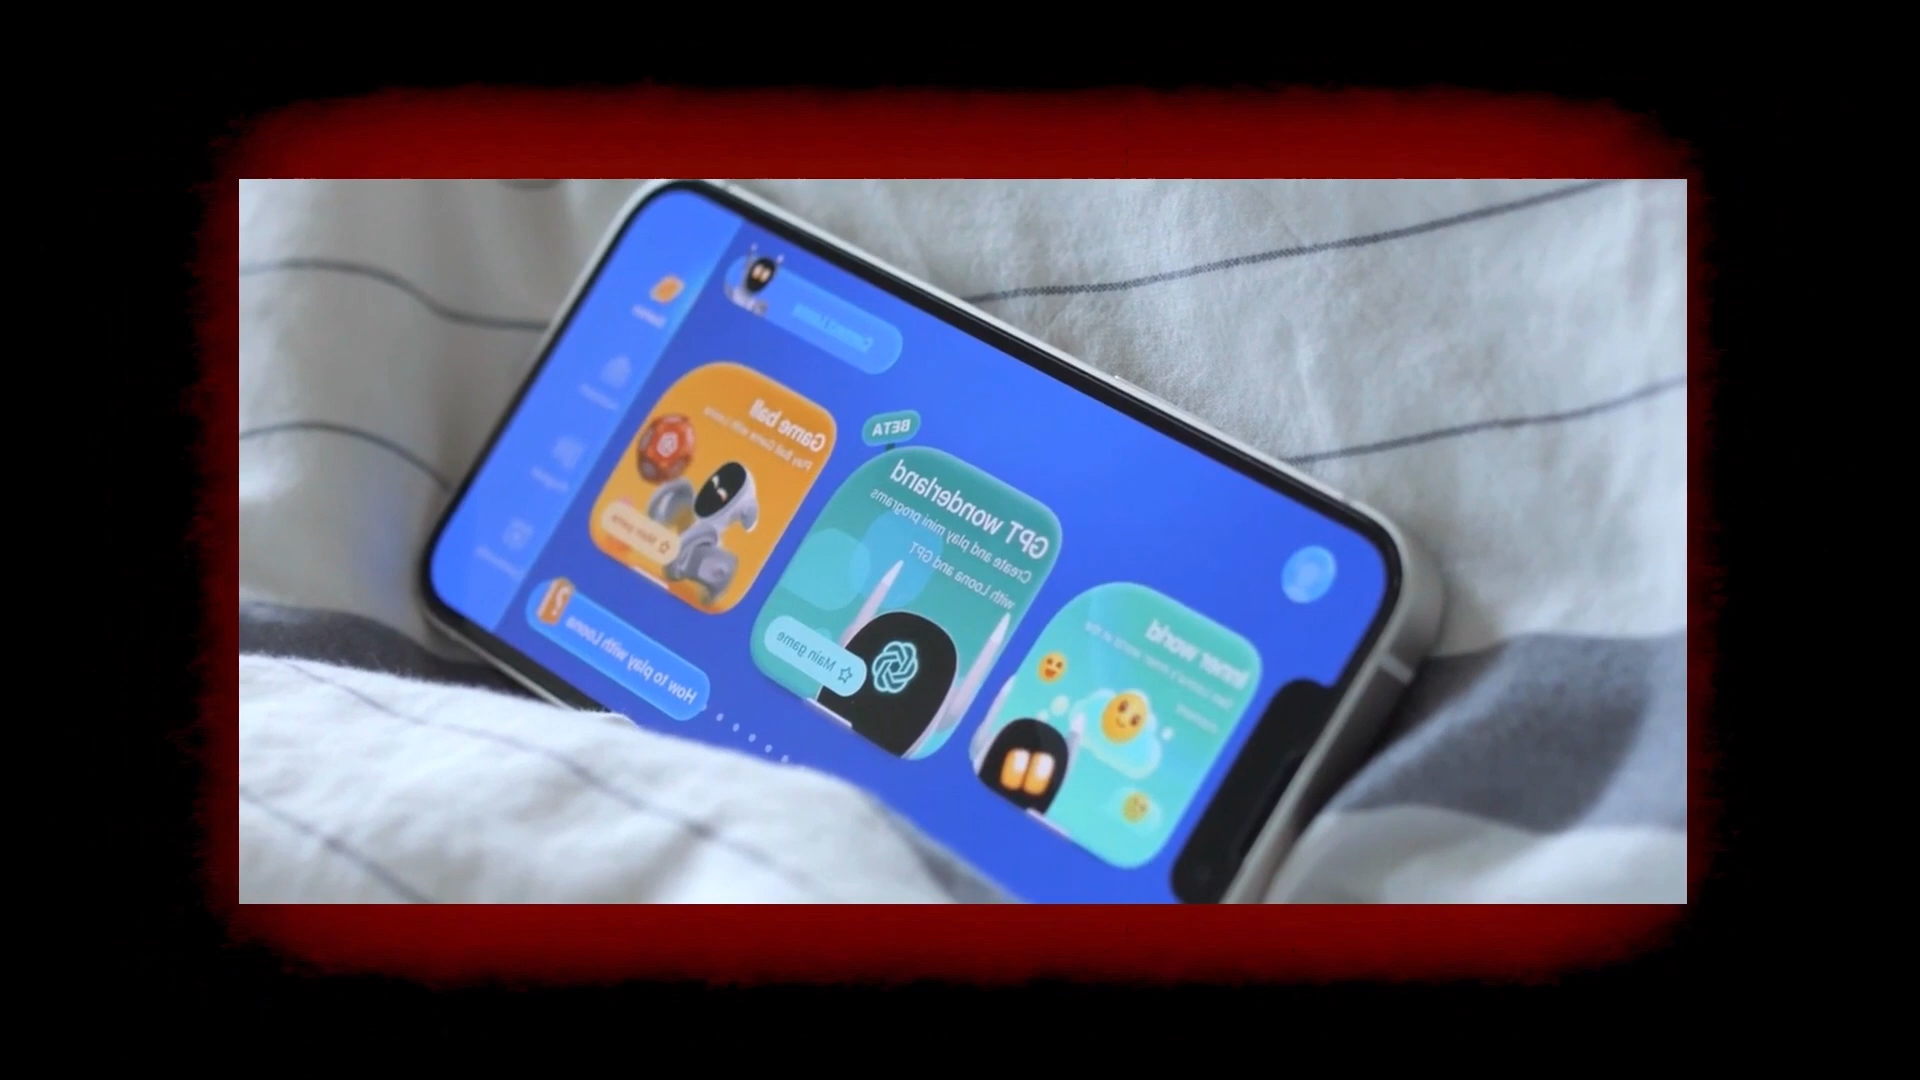 Game ball
Play Ball Game with Loona
Main game
BETA
GPT wonderland
Create and play mini programs
with Loona and GPT
Main game
Inner world
How to play with Loona